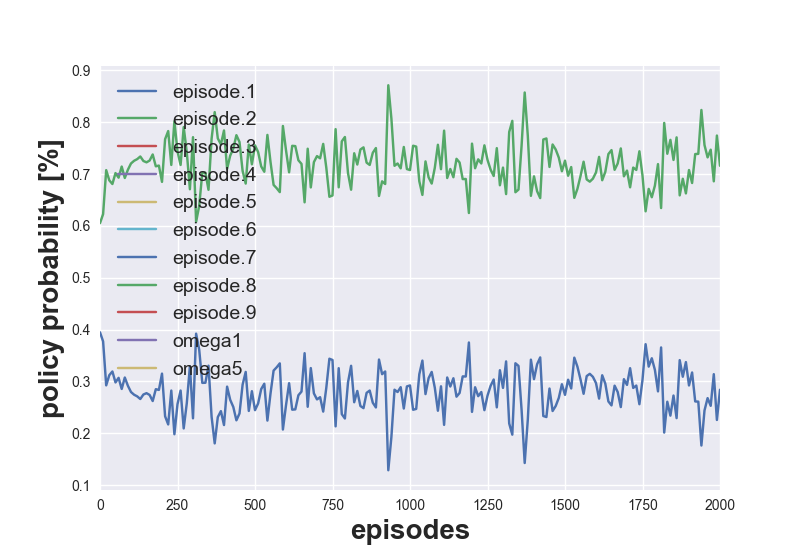 0.9
0.8
0.7
0.6
0.5
0.4
0.3
0.2
0.1
policy probability [%]
episode.1
episode.2
episode.3
episode.4
episode.5
episode.6
episode.7
episode.8
episode.9
omega1
omega5
0 250 500 750 1000 1250 1500 1750 2000
episodes